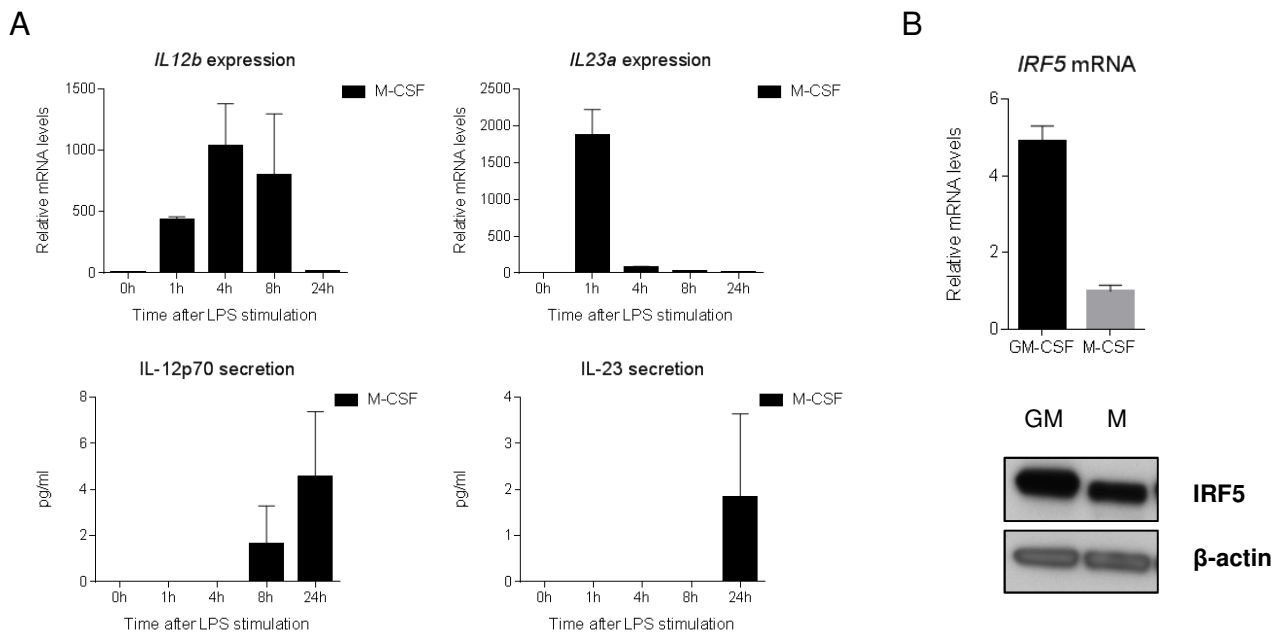 A
IL12b expression
M-CSF
Relative mRNA levels
1500
1000
500
0
0h 1h 4h 8h 24h
Time after LPS stimulation
IL23a expression
M-CSF
Relative mRNA levels
2500
2000
1500
1000
500
0
0h 1h 4h 8h 24h
Time after LPS stimulation
IL-12p70 secretion
M-CSF
pg/ml
8
6
4
2
0
0h 1h 4h 8h 24h
Time after LPS stimulation
IL-23 secretion
M-CSF
pg/ml
4
3
2
1
0
0h 1h 4h 8h 24h
Time after LPS stimulation
B
IRF5 mRNA
Relative mRNA levels
6
4
2
0
GM-CSF M-CSF
GM M
IRF5
β-actin